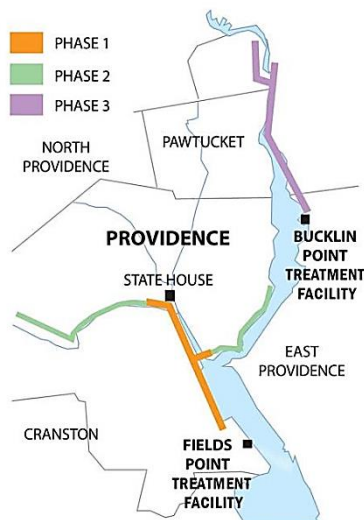 PHASE 1
PHASE 2
PHASE 3
NORTH
PROVIDENCE
PAWTUCKET
PROVIDENCE
STATE HOUSE
BUCKLIN
POINT
TREATMENT
FACILITY
EAST
PROVIDENCE
CRANSTON
FIELDS
POINT
TREATMENT
FACILITY